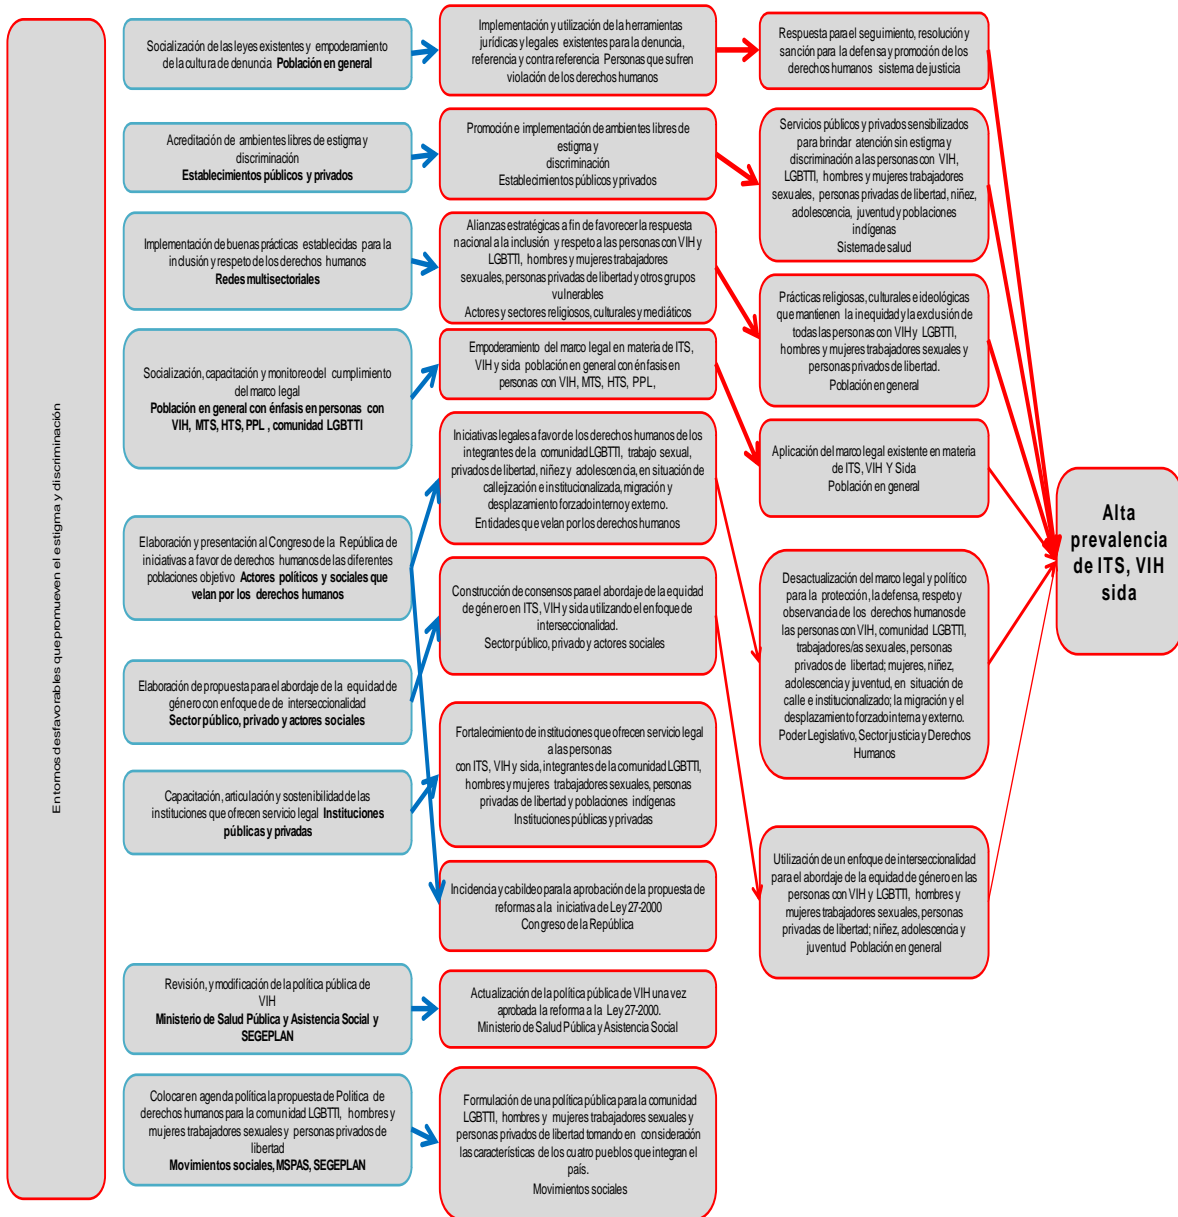 Entornos desfavorables que promueven el estigma y discriminación
Socialización de las leyes existentes y empoderamiento
de la cultura de denuncia Población en general
Acreditación de ambientes libres de estigma y
discriminación
Establecimientos públicos y privados
Implementación de buenas prácticas establecidas para la
inclusión y respeto de los derechos humanos
Redes multisectoriales
Socialización, capacitación y monitoreo del cumplimiento
del marco legal
Población en general con énfasis en personas con
VIH, MTS, HTS, PPL , comunidad LGBTTI
Elaboración y presentación al Congreso de la República de
iniciativas a favor de derechos humanos de las diferentes
poblaciones objetivo Actores políticos y sociales que
velan por los derechos humanos
Elaboración de propuesta para el abordaje de la equidad de
género con enfoque de de interseccionalidad
Sector público, privado y actores sociales
Capacitación, articulación y sostenibilidad de las
instituciones que ofrecen servicio legal Instituciones
públicas y privadas
Revisión, y modificación de la política pública de
VIH
Ministerio de Salud Pública y Asistencia Social y
SEGEPLAN
Colocar en agenda política la propuesta de Política de
derechos humanos para la comunidad LGBTTI, hombres y
mujeres trabajadores sexuales y personas privados de
libertad
Movimientos sociales, MSPAS, SEGEPLAN
Implementación y utilización de la herramientas
jurídicas y legales existentes para la denuncia,
referencia y contra referencia Personas que sufren
violación de los derechos humanos
Promoción e implementación de ambientes libres de
estigma y
discriminación
Establecimientos públicos y privados
Alianzas estratégicas a fin de favorecer la respuesta
nacional a la inclusión y respeto a las personas con VIH y
LGBTTI, hombres y mujeres trabajadores
sexuales, personas privadas de libertad y otros grupos
vulnerables
Actores y sectores religiosos, culturales y mediáticos
Empoderamiento del marco legal en materia de ITS,
VIH y sida población en general con énfasis en
personas con VIH, MTS, HTS, PPL,
Iniciativas legales a favor de los derechos humanos de los
integrantes de la comunidad LGBTTI, trabajo sexual,
privados de libertad, niñez y adolescencia, en situación de
callejización e institucionalizada, migración y
desplazamiento forzado interno y externo.
Entidades que velan por los derechos humanos
Construcción de consensos para el abordaje de la equidad
de género en ITS, VIH y sida utilizando el enfoque de
interseccionalidad.
Sector público, privado y actores sociales
Fortalecimiento de instituciones que ofrecen servicio legal
a las personas
con ITS, VIH y sida, integrantes de la comunidad LGBTTI,
hombres y mujeres trabajadores sexuales, personas
privadas de libertad y poblaciones indígenas
Instituciones públicas y privadas
Incidencia y cabildeo para la aprobación de la propuesta de
reformas a la iniciativa de Ley 27-2000
Congreso de la República
Actualización de la política pública de VIH una vez
aprobada la reforma a la Ley 27-2000.
Ministerio de Salud Pública y Asistencia Social
Formulación de una política pública para la comunidad
LGBTTI, hombres y mujeres trabajadores sexuales y
personas privados de libertad tomando en consideración
las características de los cuatro pueblos que integran el
país.
Movimientos sociales
Respuesta para el seguimiento, resolución y
sanción para la defensa y promoción de los
derechos humanos sistema de justicia
Servicios públicos y privados sensibilizados
para brindar atención sin estigma y
discriminación a las personas con VIH,
LGBTTI, hombres y mujeres trabajadores
sexuales, personas privadas de libertad, niñez,
adolescencia, juventud y poblaciones
indígenas
Sistema de salud
Prácticas religiosas, culturales e ideológicas
que mantienen la inequidad y la exclusión de
todas las personas con VIH y LGBTTI,
hombres y mujeres trabajadores sexuales y
personas privados de libertad.
Población en general
Aplicación del marco legal existente en materia
de ITS, VIH Y Sida
Población en general
Desactualización del marco legal y político
para la protección, la defensa, respeto y
observancia de los derechos humanos de
las personas con VIH, comunidad LGBTTI,
trabajadores/as sexuales, personas
privadas de libertad; mujeres, niñez,
adolescencia y juventud, en situación de
calle e institucionalizado; la migración y el
desplazamiento forzado interna y externo.
Poder Legislativo, Sector justicia y Derechos
Humanos
Utilización de un enfoque de interseccionalidad
para el abordaje de la equidad de género en las
personas con VIH y LGBTTI, hombres y
mujeres trabajadores sexuales, personas
privadas de libertad; niñez, adolescencia y
juventud Población en general
Alta
prevalencia
de ITS, VIH
sida